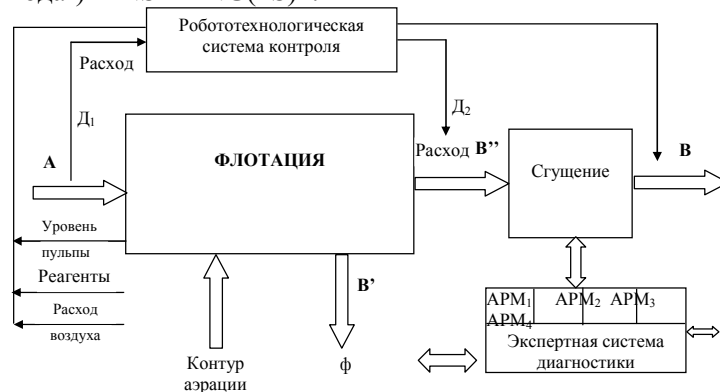 Робототехнологическая
система контроля
Расход
Д1
Д2
А
ФЛОТАЦИЯ
Расход В’’
Сгущение
В
Уровень
пульпы
Реагенты
Расход
воздуха
В’
Контур
аэрации
ф
АРМ1 АРМ2 АРМ3
АРМ4
Экспертная система
диагностики